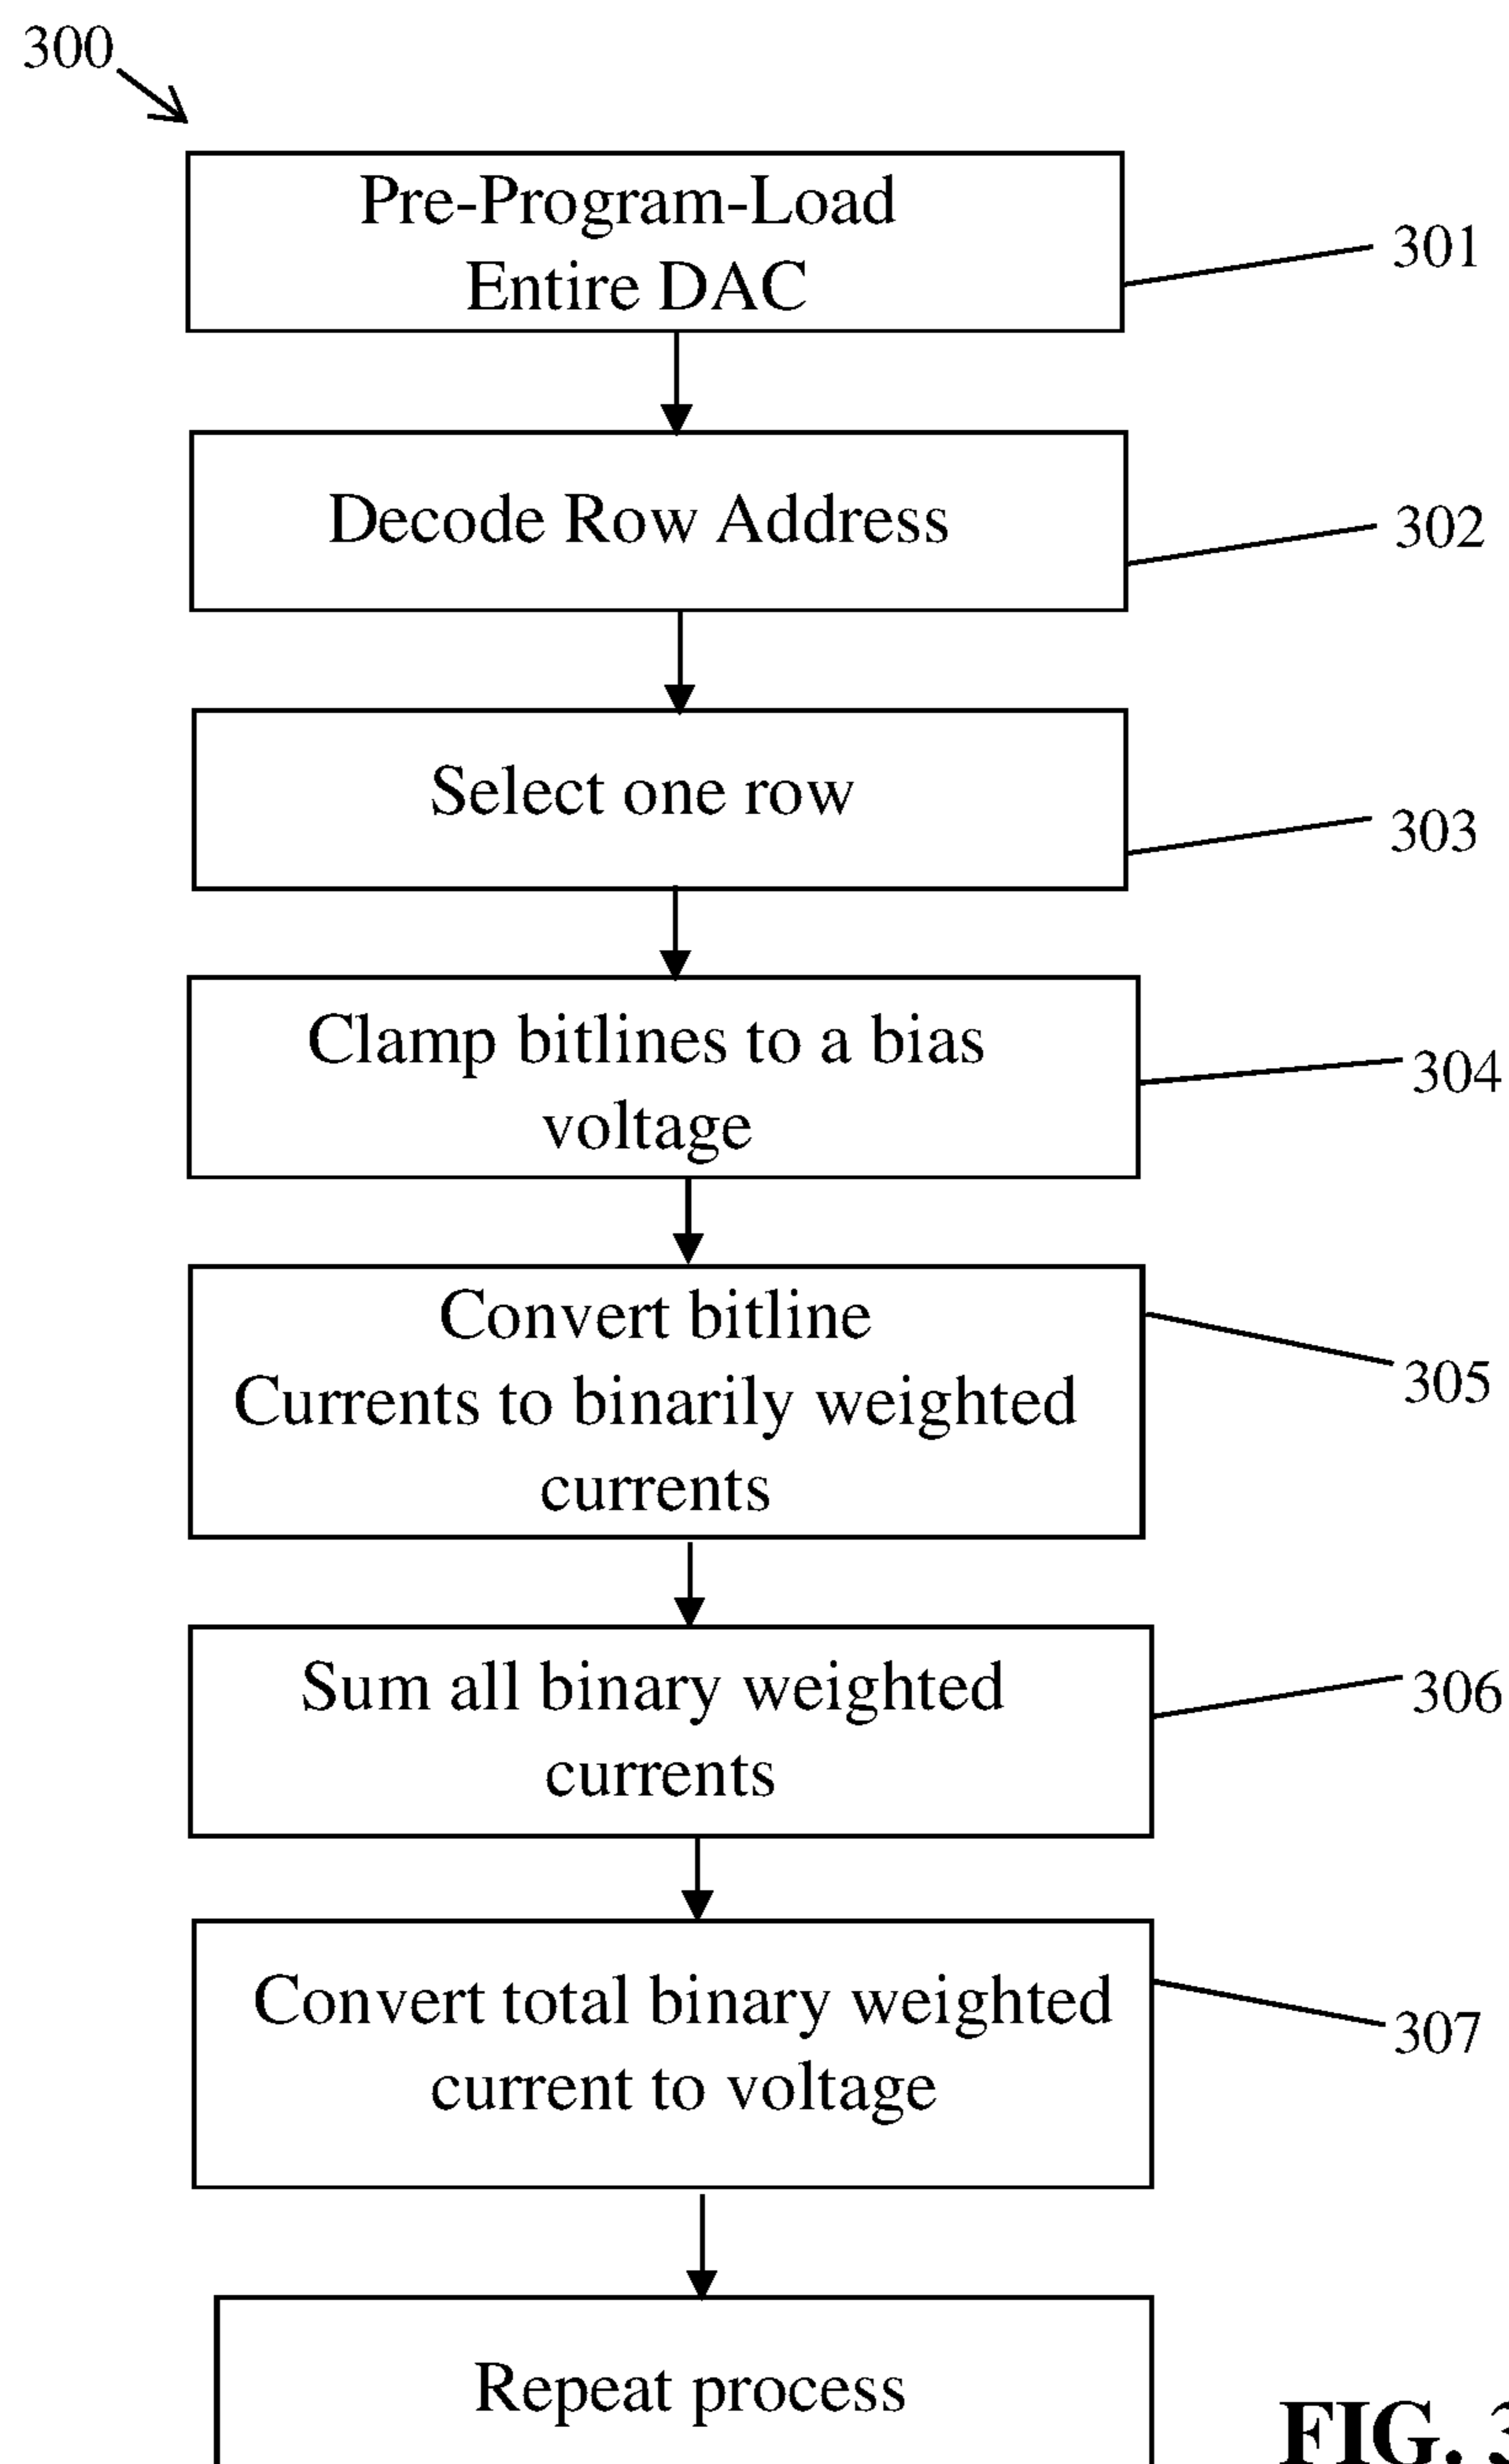 300
Pre-Program-Load
Entire DAC
301
Decode Row Address
302
Select one row
303
Clamp bitlines to a bias
voltage
304
Convert bitline
Currents to binarily weighted
currents
305
Sum all binary weighted
currents
306
Convert total binary weighted
current to voltage
307
Repeat process
FIG. 3